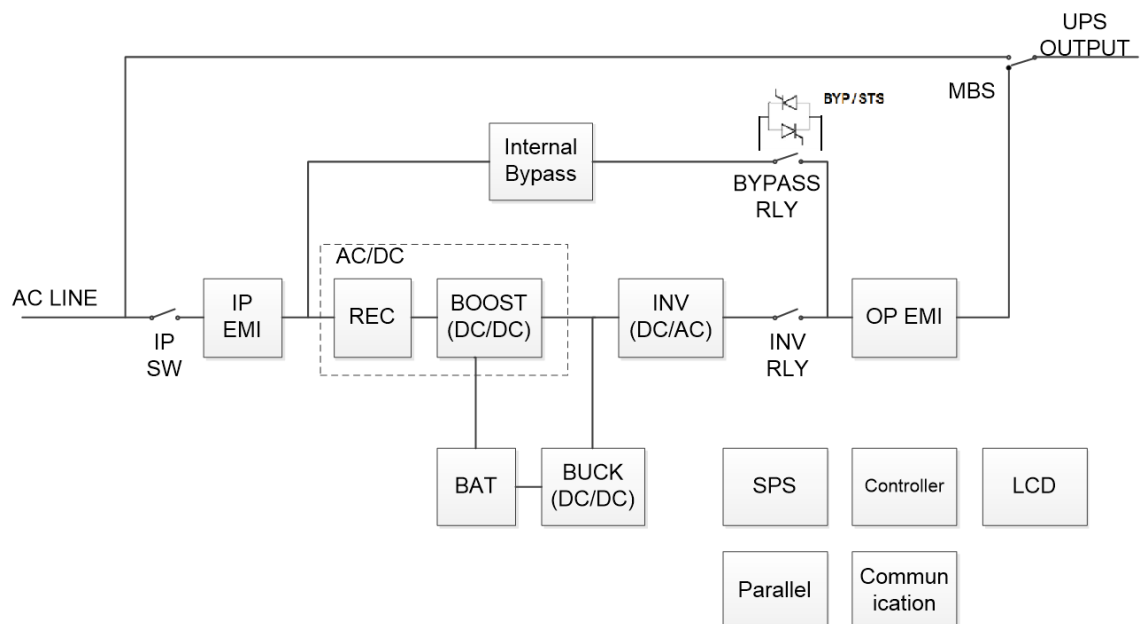 UPS
OUTPUT
MBS
BYP/STS
Internal
Bypass
BYPASS
RLY
AC/DC
AC LINE
IP
SW
IP
EMI
REC
BOOST
(DC/DC)
INV
(DC/AC)
INV
RLY
OP EMI
BAT
BUCK
(DC/DC)
SPS
Controller
LCD
Parallel
Commun
ication